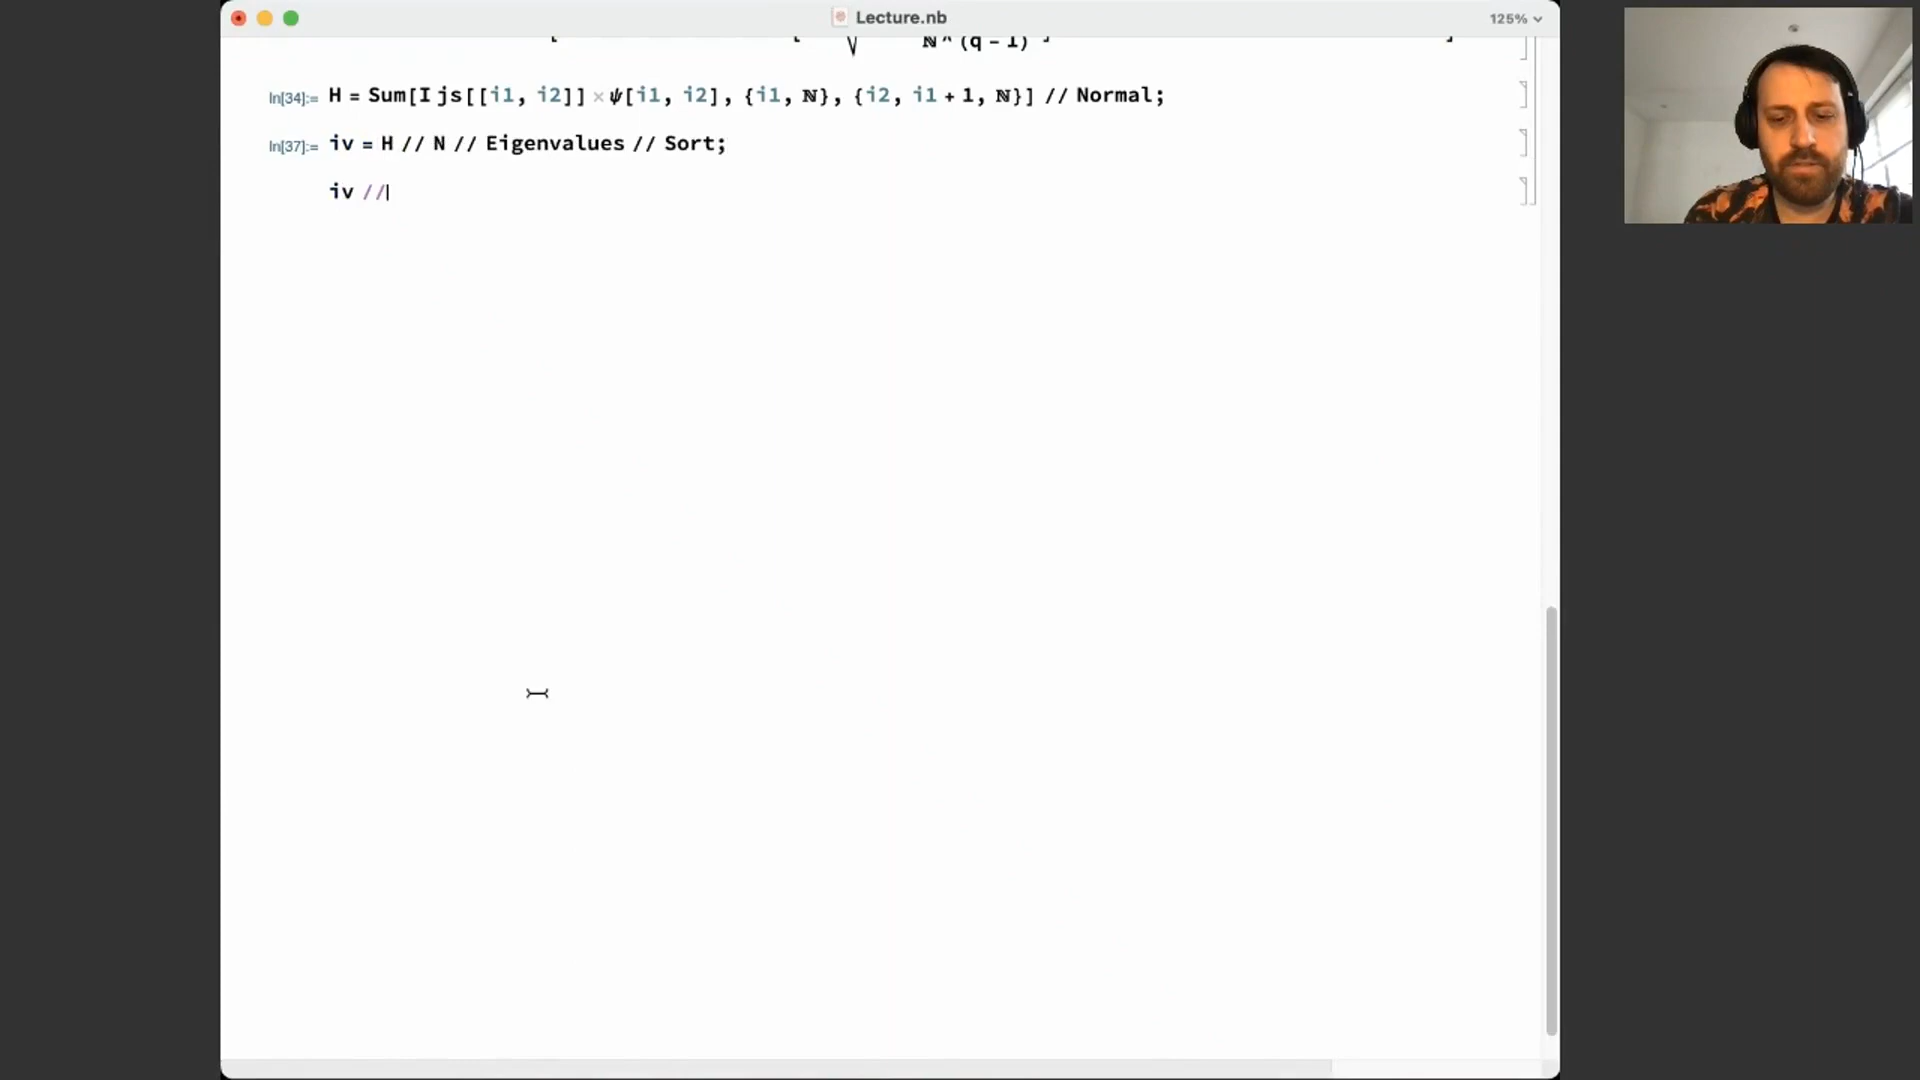 Lecture.nb
125%
ℕ^(q - 1)
In[34]:= H = Sum[I js[[i1, i2]] × ψ[i1, i2], {i1, ℕ}, {i2, i1 + 1, ℕ}] // Normal;
In[37]:= iv = H // N // Eigenvalues // Sort;
iv //